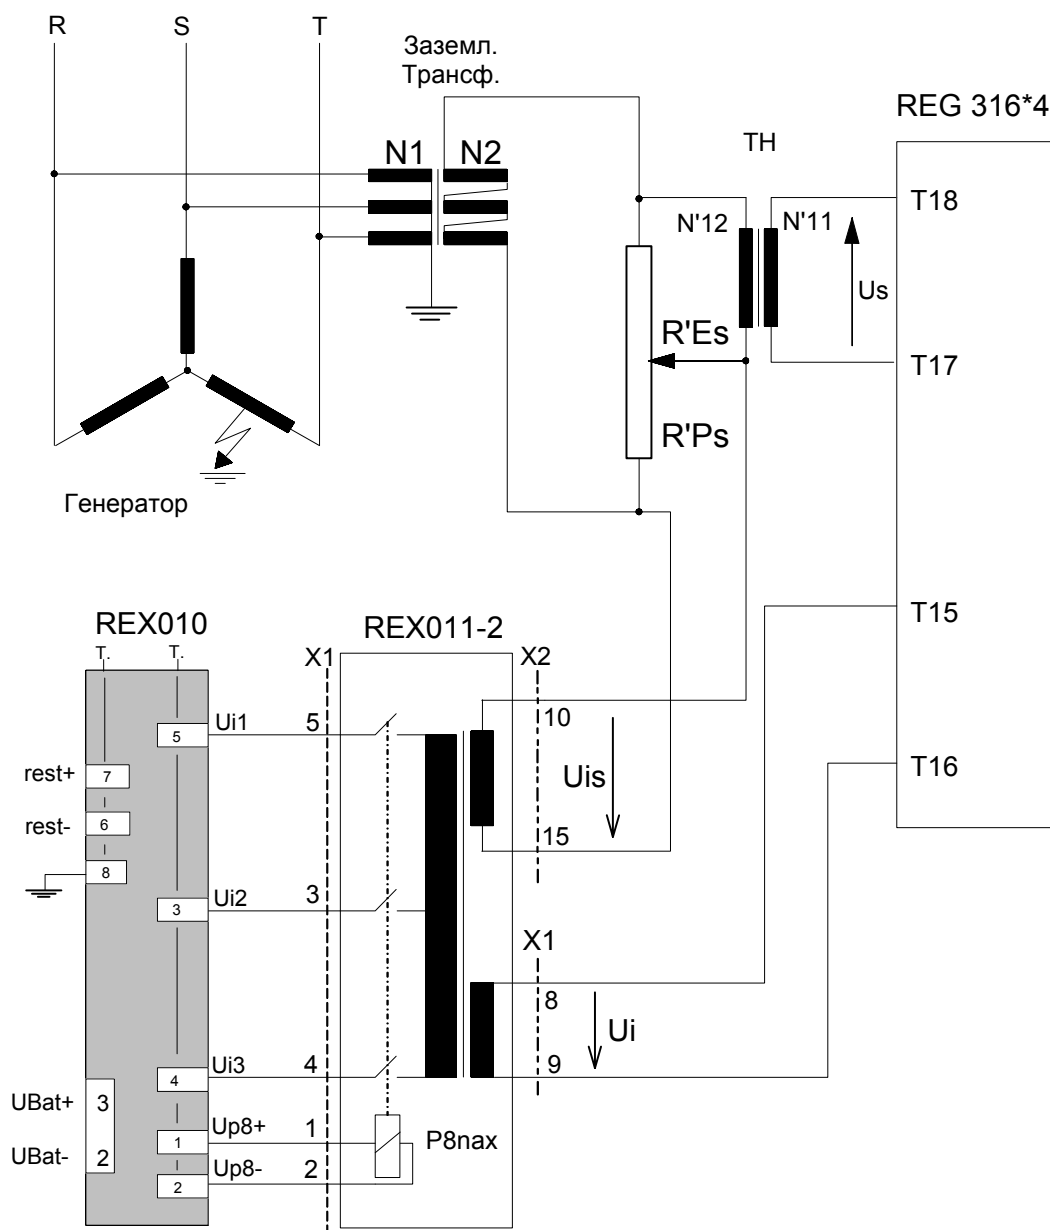 R S T
Заземл.
Трансф.
REG 316*4
ТН
N1 N2
T18
N'12 N'11
Us
R'Es
T17
R'Ps
Генератор
REX010
REX011-2
T15
T. T.
X1 X2
Ui1 5 10
5
rest+ 7
Uis
T16
rest- 6
15
8
Ui2 3
3
X1
8
Ui
Ui3 4 9
4
UBat+ 3
Up8+ 1
1
P8nax
UBat- 2
Up8- 2
2